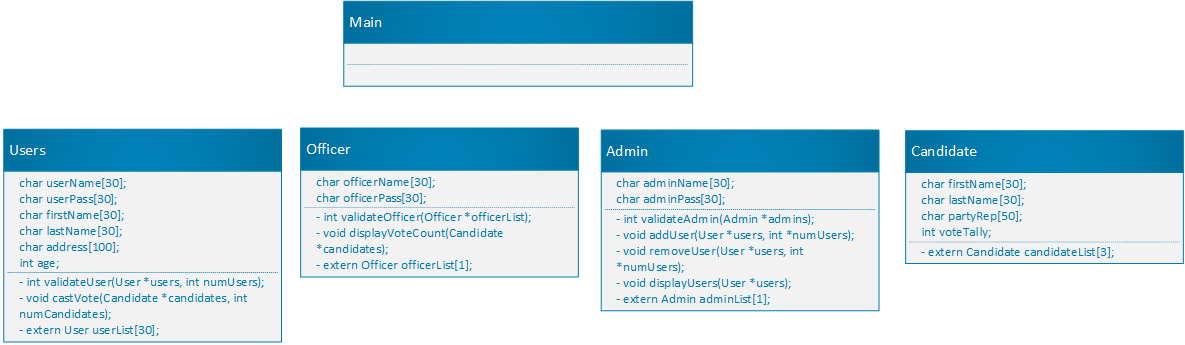 Main
Users
char userName[30];
char userPass[30];
char firstName[30];
char lastName[30];
char address[100];
int age;
- int validateUser(User *users, int numUsers);
- void castVote(Candidate *candidates, int
numCandidates);
- extern User userList[30];
Officer
char officerName[30];
char officerPass[30];
- int validateOfficer(Officer *officerList);
- void displayVoteCount(Candidate
*candidates);
- extern Officer officerList[1];
Admin
char adminName[30];
char adminPass[30];
- int validateAdmin(Admin *admins);
- void addUser(User *users, int *numUsers);
- void removeUser(User *users, int
*numUsers);
- void displayUsers(User *users);
- extern Admin adminList[1];
Candidate
char firstName[30];
char lastName[30];
char partyRep[50];
int voteTally;
- extern Candidate candidateList[3];